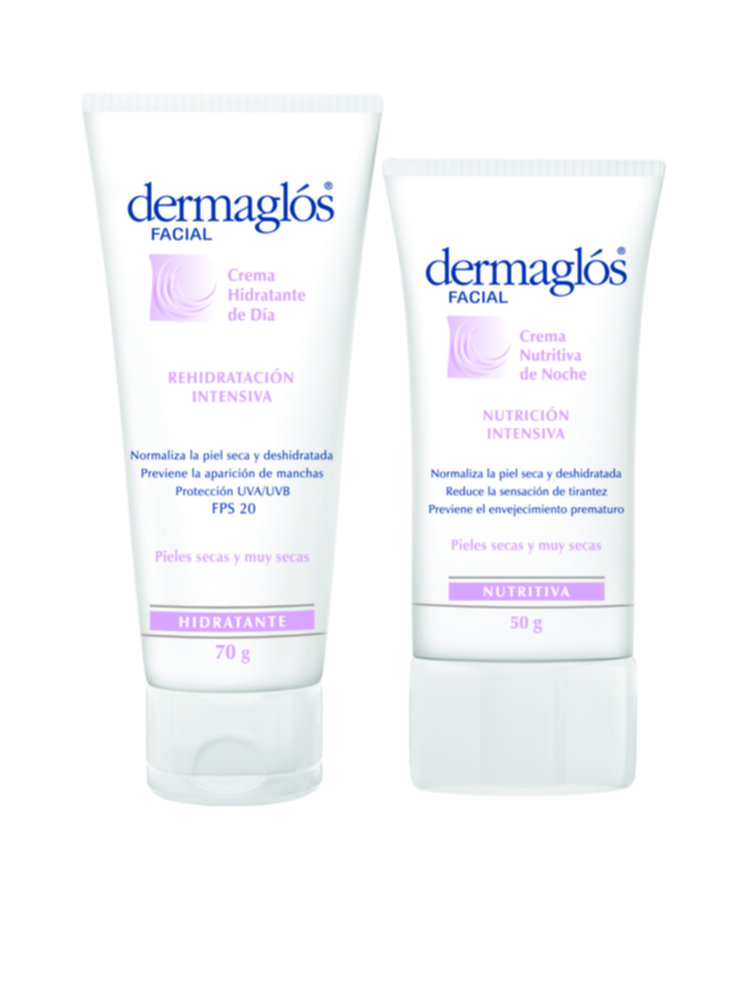 dermaglós®
FACIAL
Crema
Hidratante
de Día
REHIDRATACIÓN
INTENSIVA
Normaliza la piel seca y deshidratada
Previene la aparición de manchas
Protección UVA/UVB
FPS 20
Pieles secas y muy secas
HIDRATANTE
70 g
dermaglós®
FACIAL
Crema
Nutritiva
de Noche
NUTRICIÓN
INTENSIVA
Normaliza la piel seca y deshidratada
Reduce la sensación de tirantez
Previene el envejecimiento prematuro
Pieles secas y muy secas
NUTRITIVA
50 g